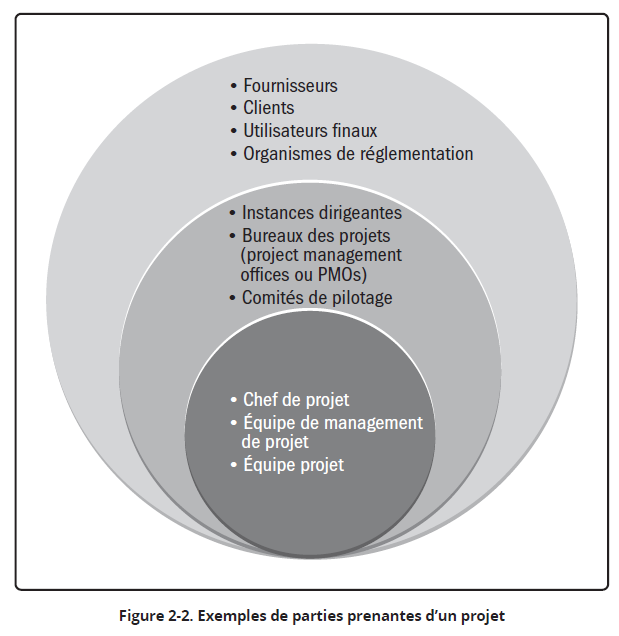 • Fournisseurs
• Clients
• Utilisateurs finaux
• Organismes de réglementation
• Instances dirigeantes
• Bureaux des projets
(project management
offices ou PMOs)
• Comités de pilotage
• Chef de projet
• Équipe de management
de projet
• Équipe projet
Figure 2-2. Exemples de parties prenantes d’un projet